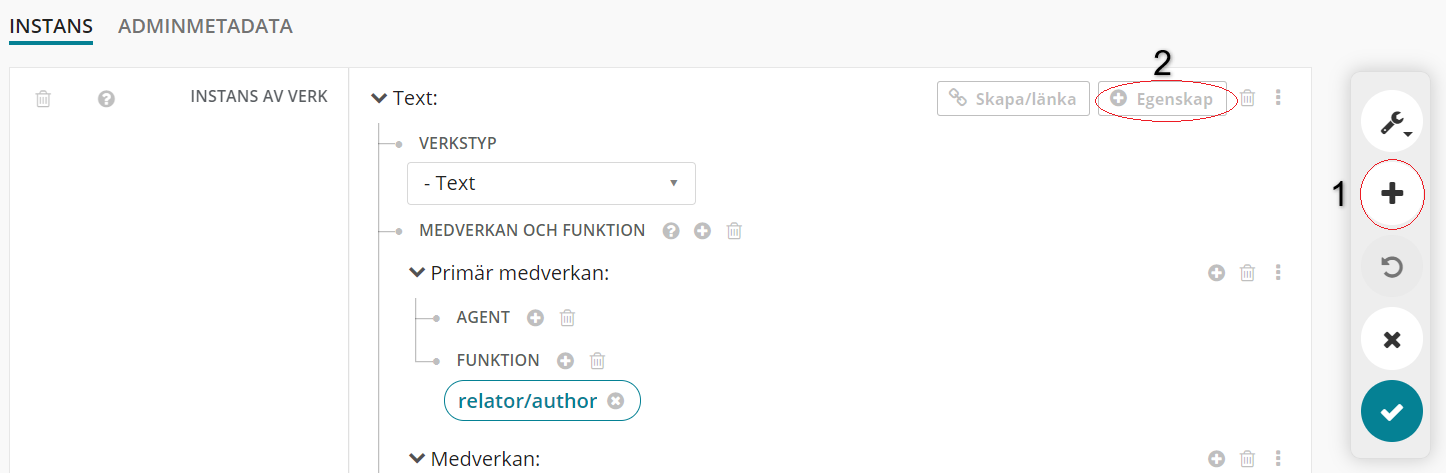 INSTANS ADMINMETADATA
2
INSTANS AV VERK Text: Skapa/länka Egenskap
VERKSTYP
- Text
1
MEDVERKAN OCH FUNKTION
Primär medverkan:
AGENT
FUNKTION
relator/author
Medverkan: